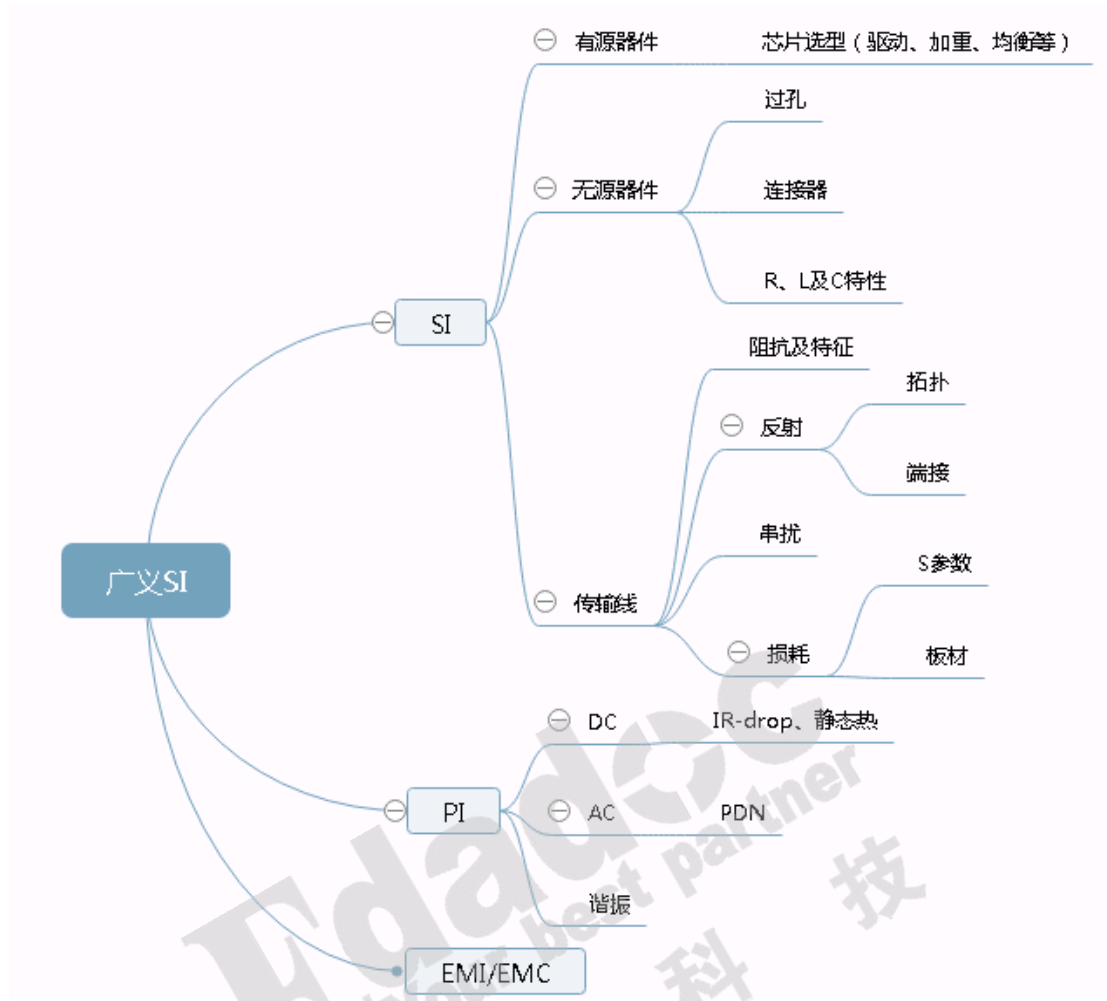 有源器件
芯片选型（驱动、加重、均衡等）
过孔
无源器件
连接器
R、L及C特性
SI
阻抗及特征
拓扑
反射
端接
串扰
S参数
广义SI
传输线
损耗
板材
DC
IR-drop、静态热
PI
AC
PDN
谐振
EMI/EMC
Edadoc
Your best partner
科技